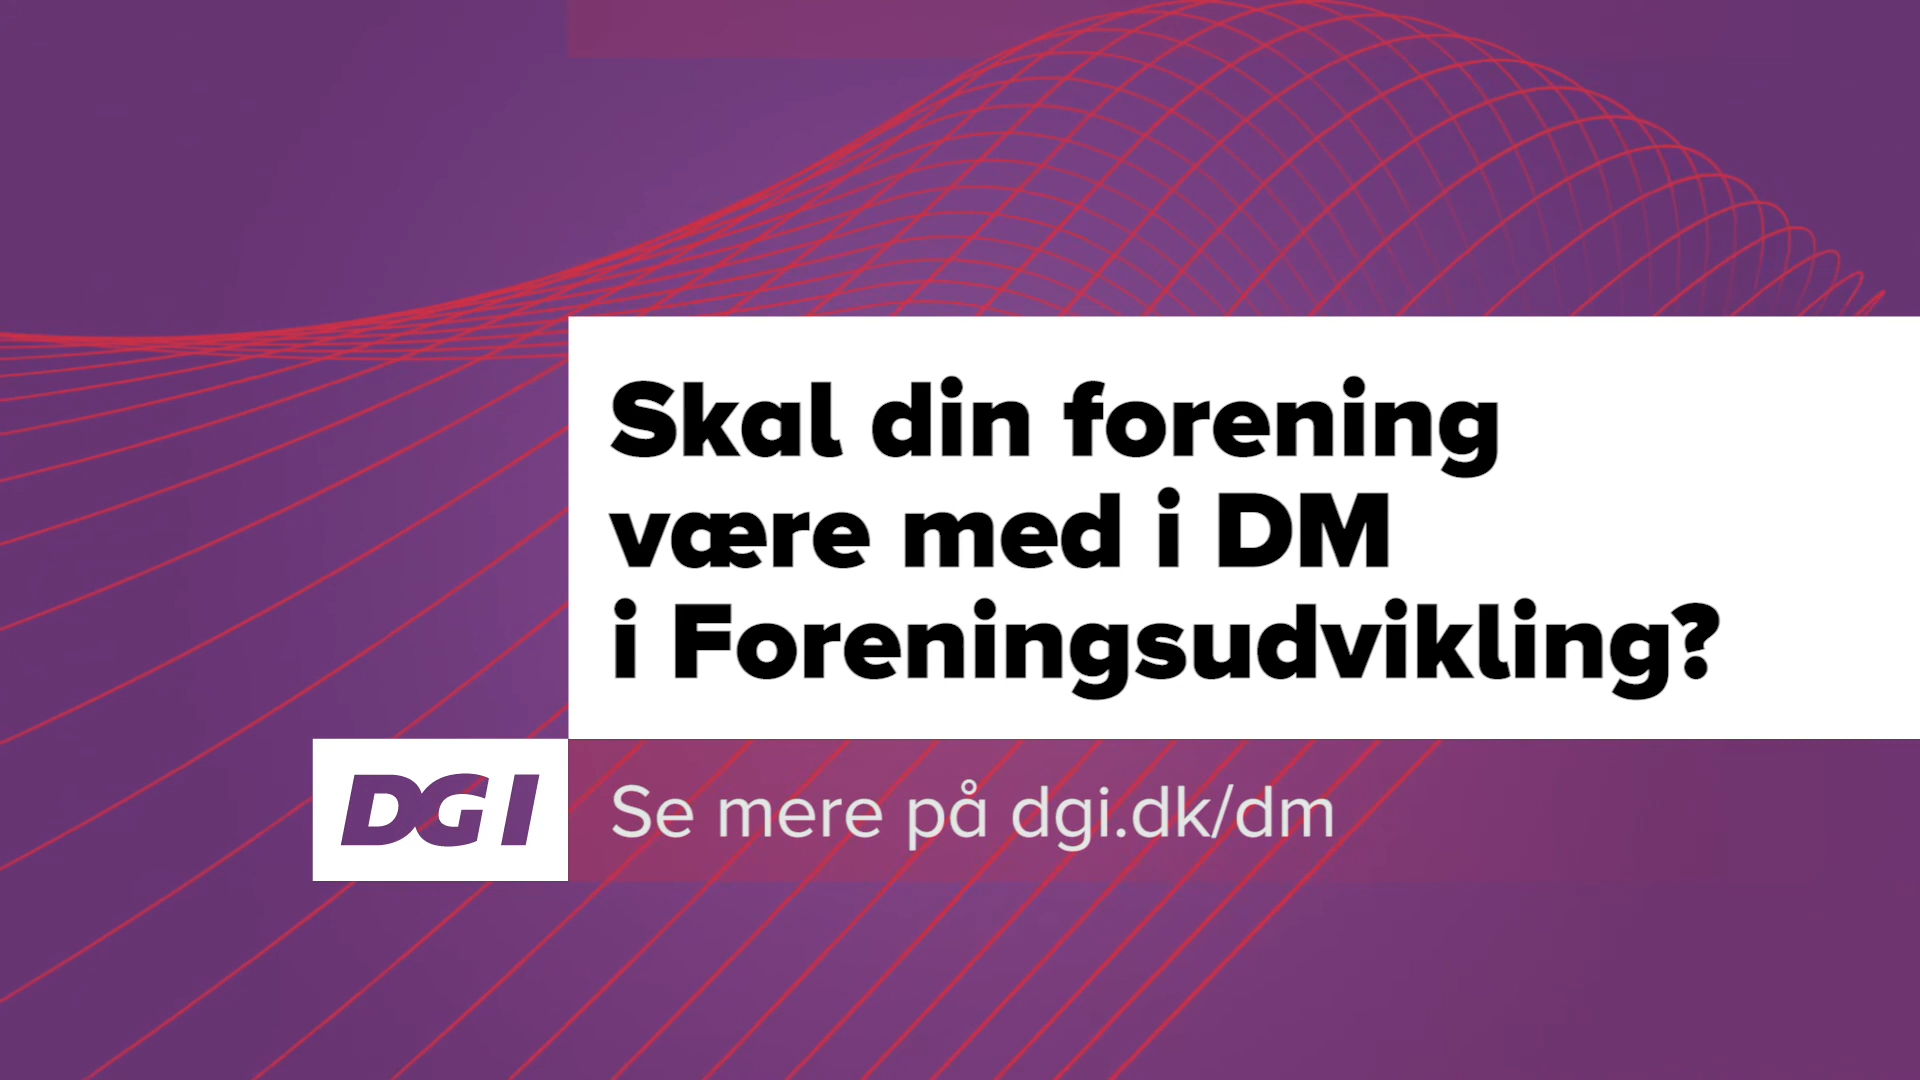 Skal din forening
være med i DM
i Foreningsudvikling?
DGI
Se mere på dgi.dk/dm